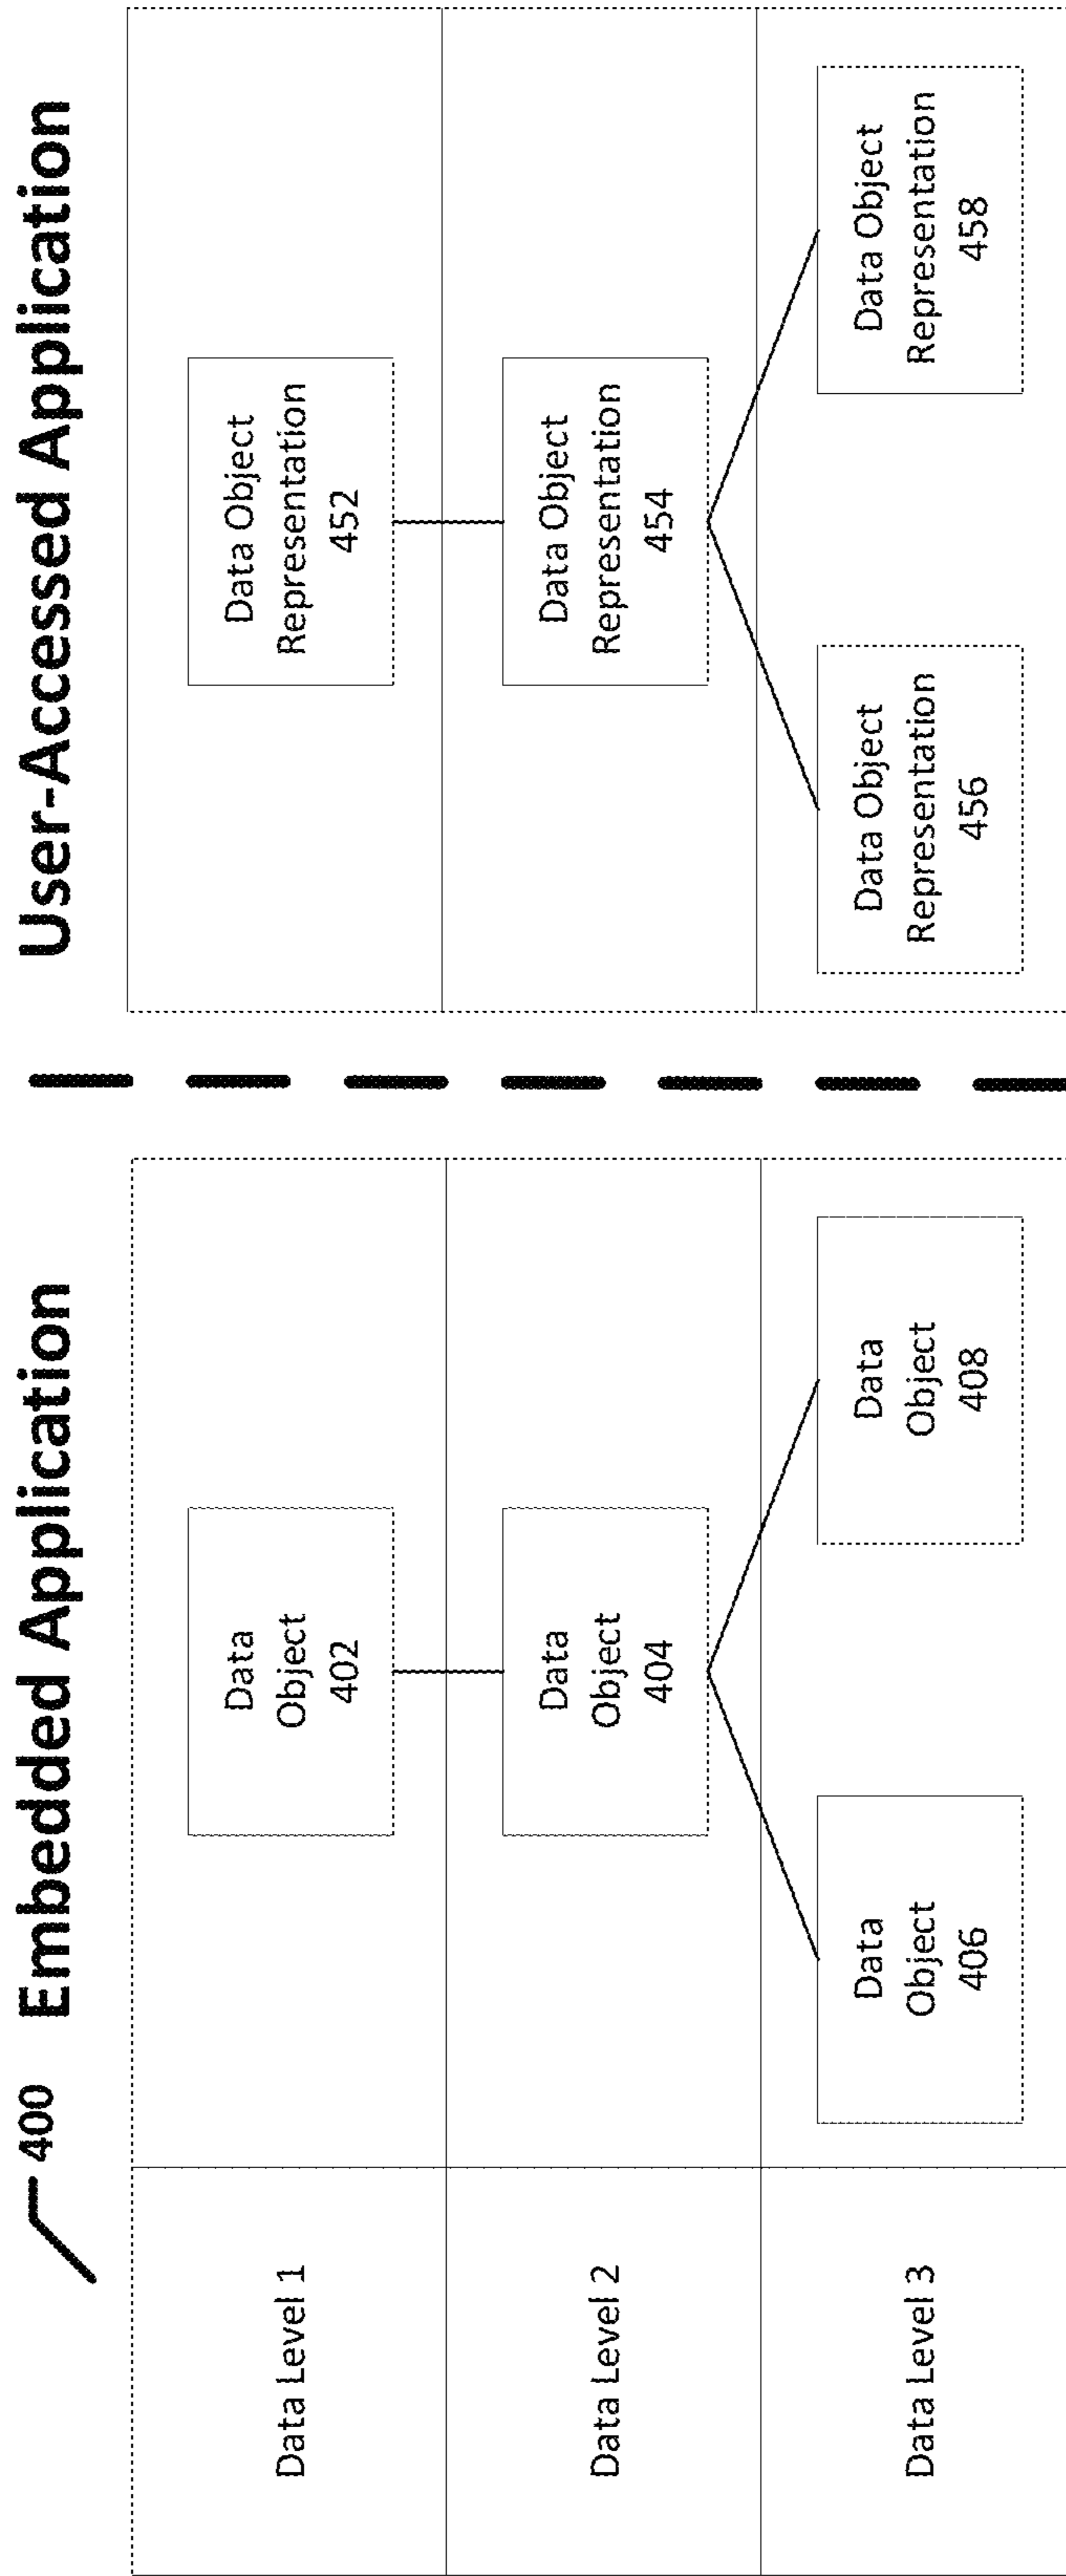 400
Embedded Application
User-Accessed Application
Data Level 1
Data
Object
402
Data Object
Representation
452
Data Level 2
Data
Object
404
Data Object
Representation
454
Data Level 3
Data
Object
406
Data
Object
408
Data Object
Representation
456
Data Object
Representation
458